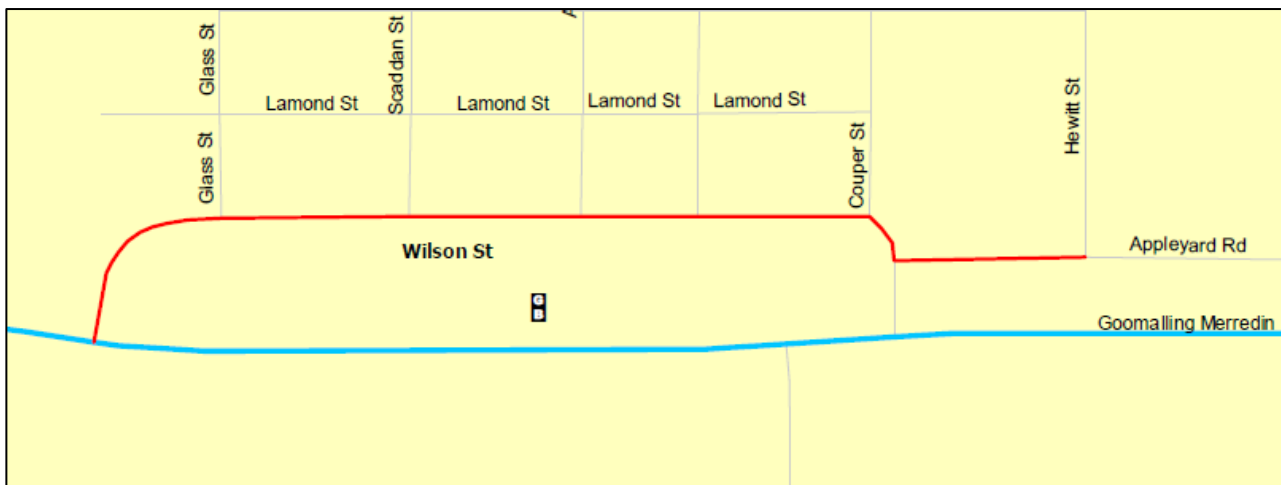 Glass St
Scaddan St
Lamond St
Lamond St
Lamond St
Lamond St
Hewitt St
Glass St
Couper St
Wilson St
Appleyard Rd
G
B
Goomalling Merredin